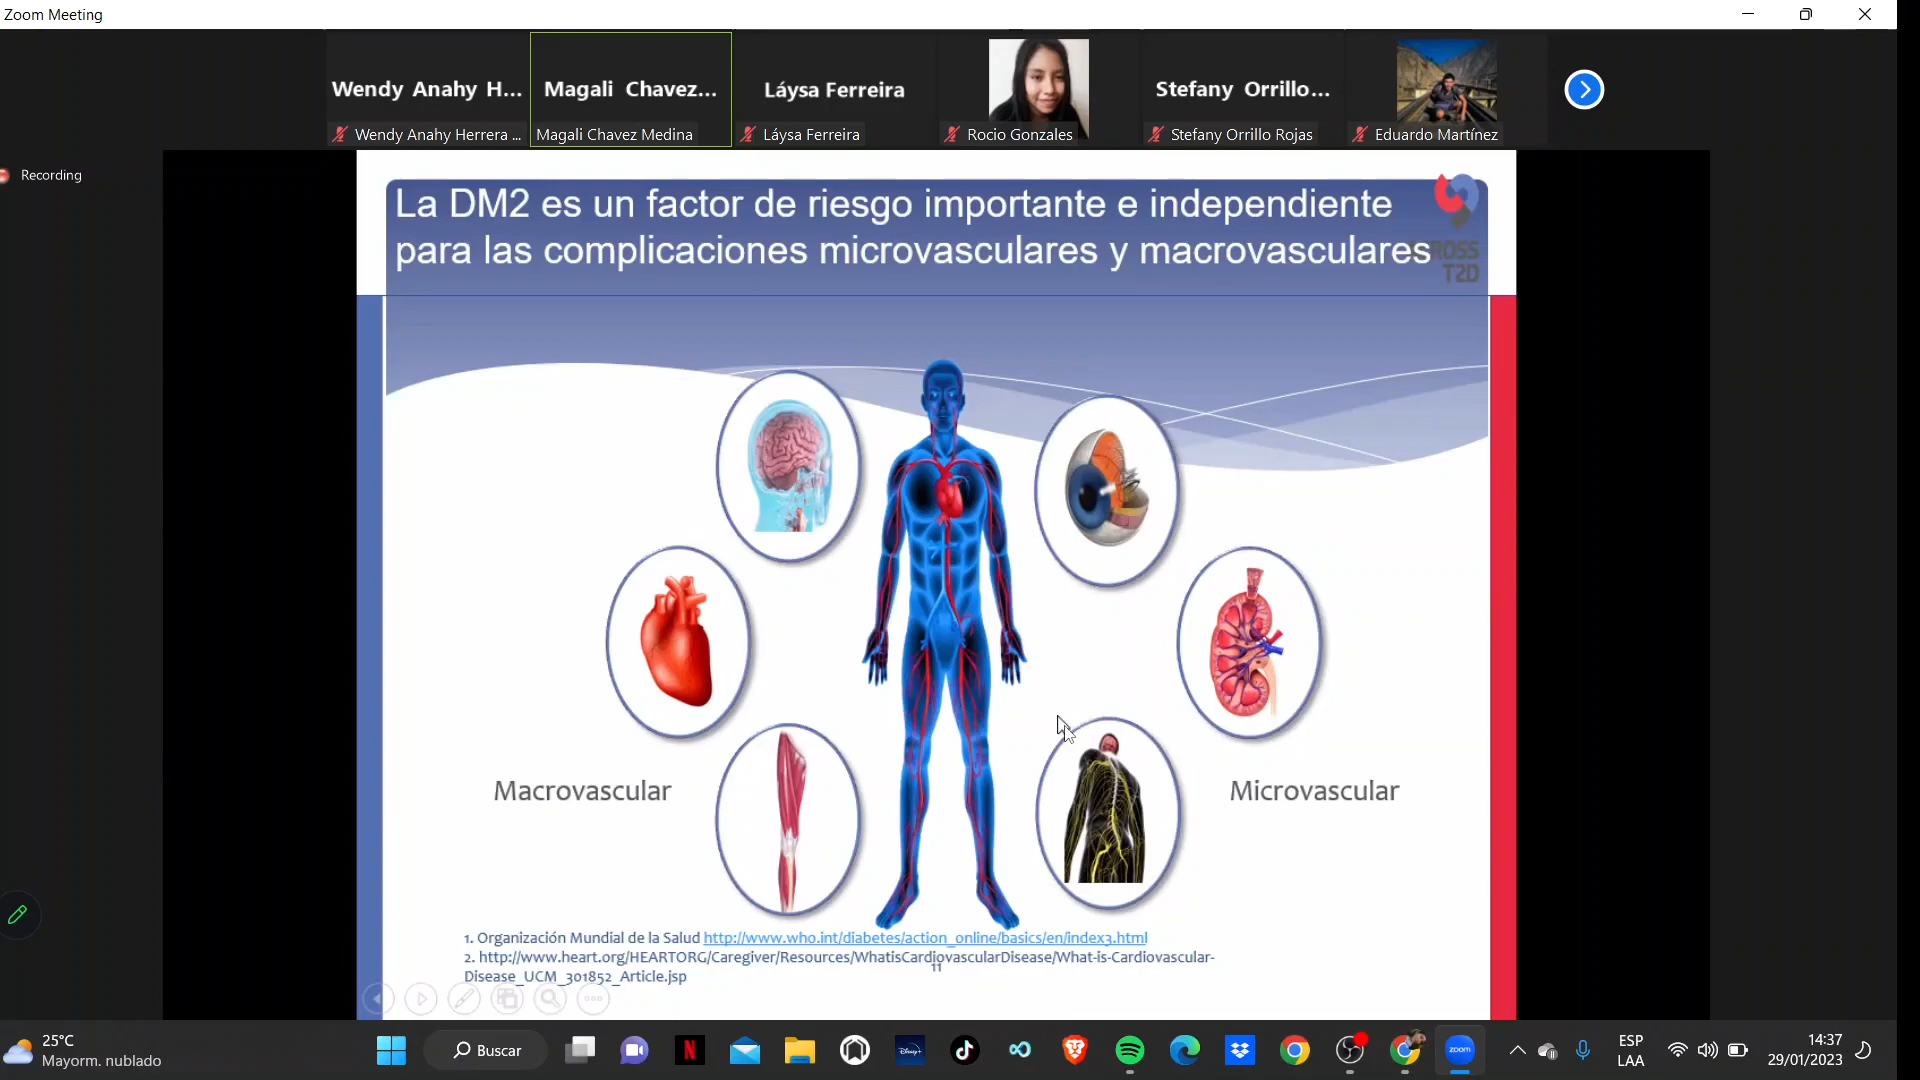 Zoom Meeting
Wendy Anahy H...
Magali Chavez...
Láysa Ferreira
Stefany Orrillo...
Wendy Anahy Herrera ...
Magali Chavez Medina
Láysa Ferreira
Rocio Gonzales
Stefany Orrillo Rojas
Eduardo Martínez
Recording
La DM2 es un factor de riesgo importante e independiente
para las complicaciones microvasculares y macrovasculares
T2D
Macrovascular
Microvascular
1. Organización Mundial de la Salud http://www.who.int/diabetes/action_online/basics/en/index3.html
2. http://www.heart.org/HEARTORG/Caregiver/Resources/WhatisCardiovascularDisease/What-is-Cardiovascular-
Disease_UCM_301852_Article.jsp
11
25°C
Mayorm. nublado
Buscar
N
Disney+
zoom
ESP
LAA
14:37
29/01/2023